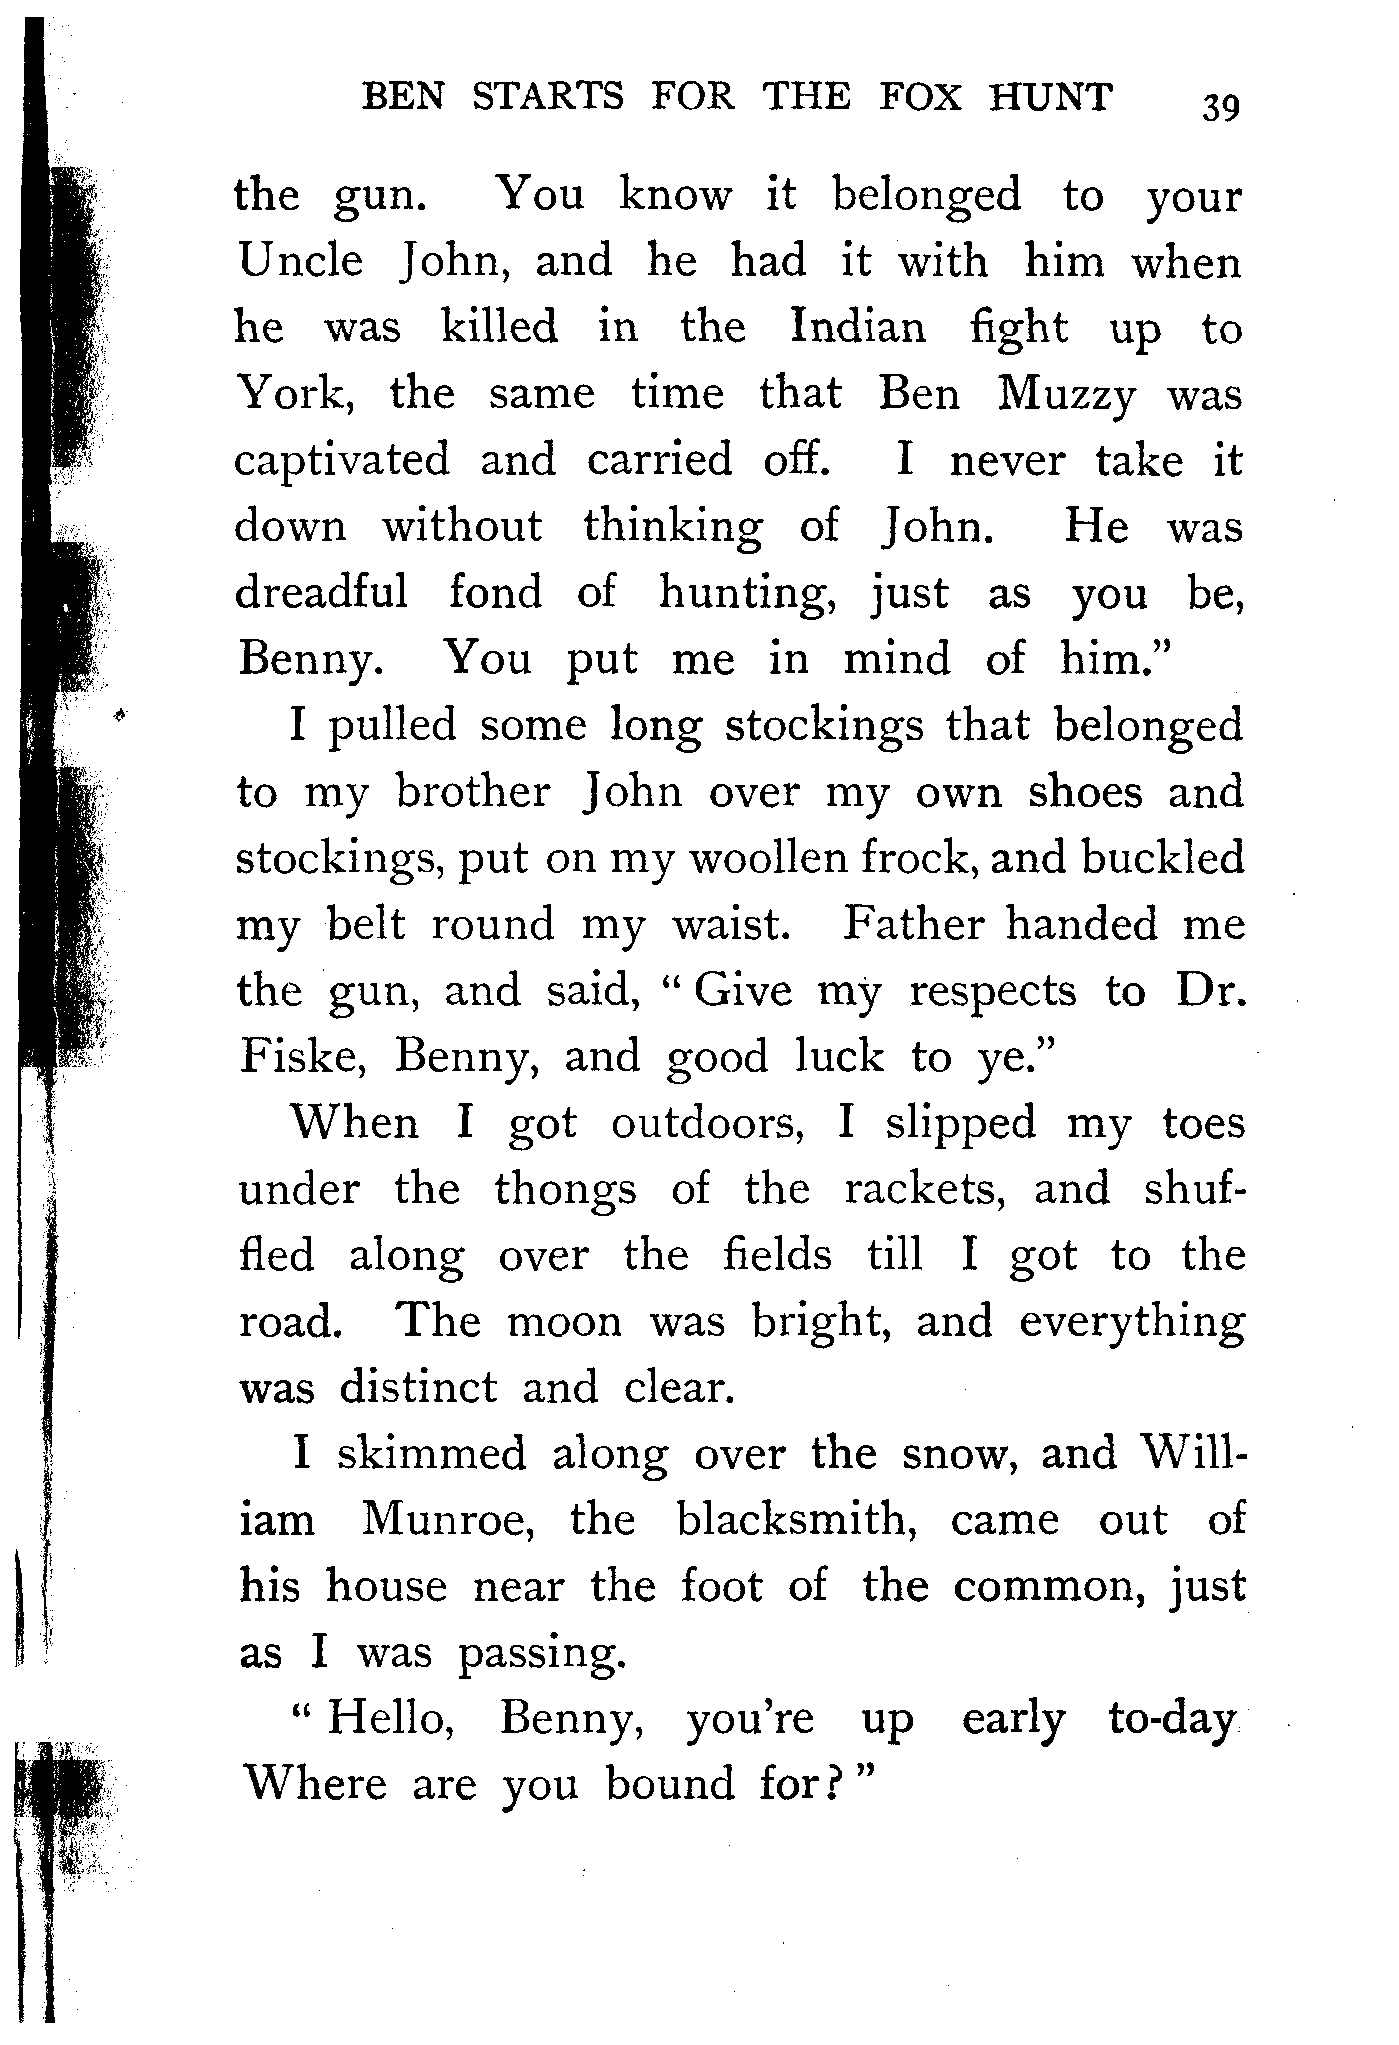 BEN STARTS FOR THE FOX HUNT 39
the gun. You know it belonged to your
Uncle John, and he had it with him when
he was killed in the Indian fight up to
York, the same time that Ben Muzzy was
captivated and carried off. I never take it
down without thinking of John. He was
dreadful fond of hunting, just as you be,
Benny. You put me in mind of him.”
I pulled some long stockings that belonged
to my brother John over my own shoes and
stockings, put on my woollen frock, and buckled
my belt round my waist. Father handed me
the gun, and said, “ Give my respects to Dr.
Fiske, Benny, and good luck to ye.”
When I got outdoors, I slipped my toes
under the thongs of the rackets, and shuf-
fled along over the fields till I got to the
road. The moon was bright, and everything
was distinct and clear.
I skimmed along over the snow, and Will-
iam Munroe, the blacksmith, came out of
his house near the foot of the common, just
as I was passing.
“ Hello, Benny, you’re up early to-day
Where are you bound for? ”